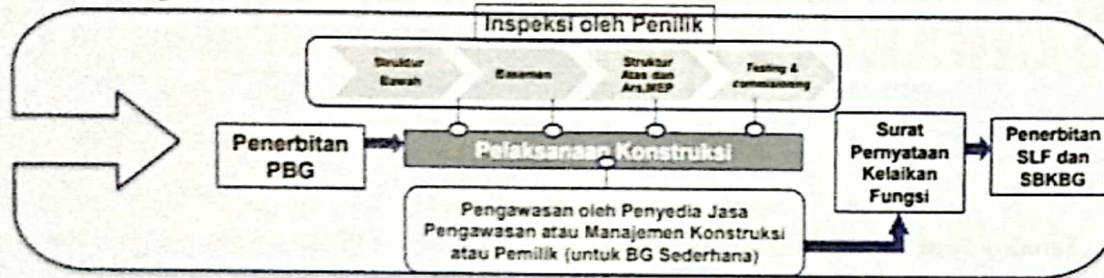 Inspeksi oleh Penilik
Struktur
Bawah
Basemen
Struktur
Atas dan
Ars.MEP
Testing &
commisioning
Penerbitan
PBG
Pelaksanaan Konstruksi
Surat
Pernyataan
Kelaikan
Fungsi
Penerbitan
SLF dan
SBKBG
Pengawasan oleh Penyedia Jasa
Pengawasan atau Manajemen Konstruksi
atau Pemilik (untuk BG Sederhana)